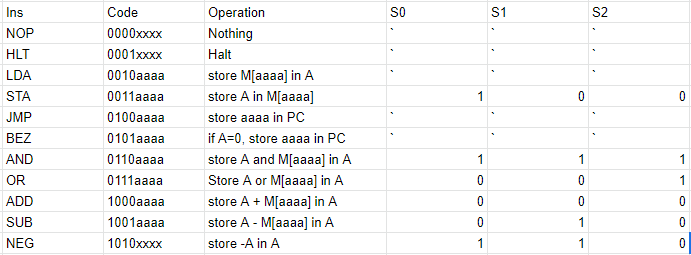 Ins Code Operation S0 S1 S2
NOP 0000xxxx Nothing ` ` `
HLT 0001xxxx Halt ` ` `
LDA 0010aaaa store M[aaaa] in A ` ` `
STA 0011aaaa store A in M[aaaa] 1 0 0
JMP 0100aaaa store aaaa in PC ` ` `
BEZ 0101aaaa if A=0, store aaaa in PC ` ` `
AND 0110aaaa store A and M[aaaa] in A 1 1 1
OR 0111aaaa Store A or M[aaaa] in A 0 0 1
ADD 1000aaaa store A + M[aaaa] in A 0 0 0
SUB 1001aaaa store A - M[aaaa] in A 0 1 0
NEG 1010xxxx store -A in A 1 1 0